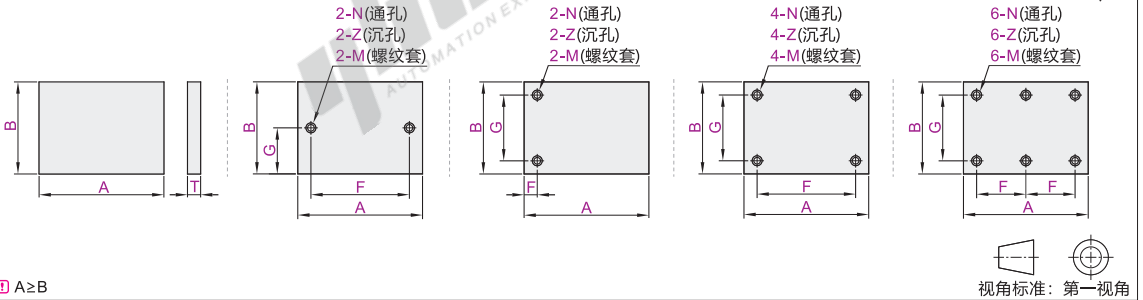 2-N(通孔)
2-Z(沉孔)
2-M(螺纹套)
2-N(通孔)
2-Z(沉孔)
2-M(螺纹套)
4-N(通孔)
4-Z(沉孔)
4-M(螺纹套)
6-N(通孔)
6-Z(沉孔)
6-M(螺纹套)
AUTOMATION
B
A
T
B
G
F
A
B
G
F
A
B
G
F
A
B
G
F
F
A
! A≥B
视角标准：第一视角